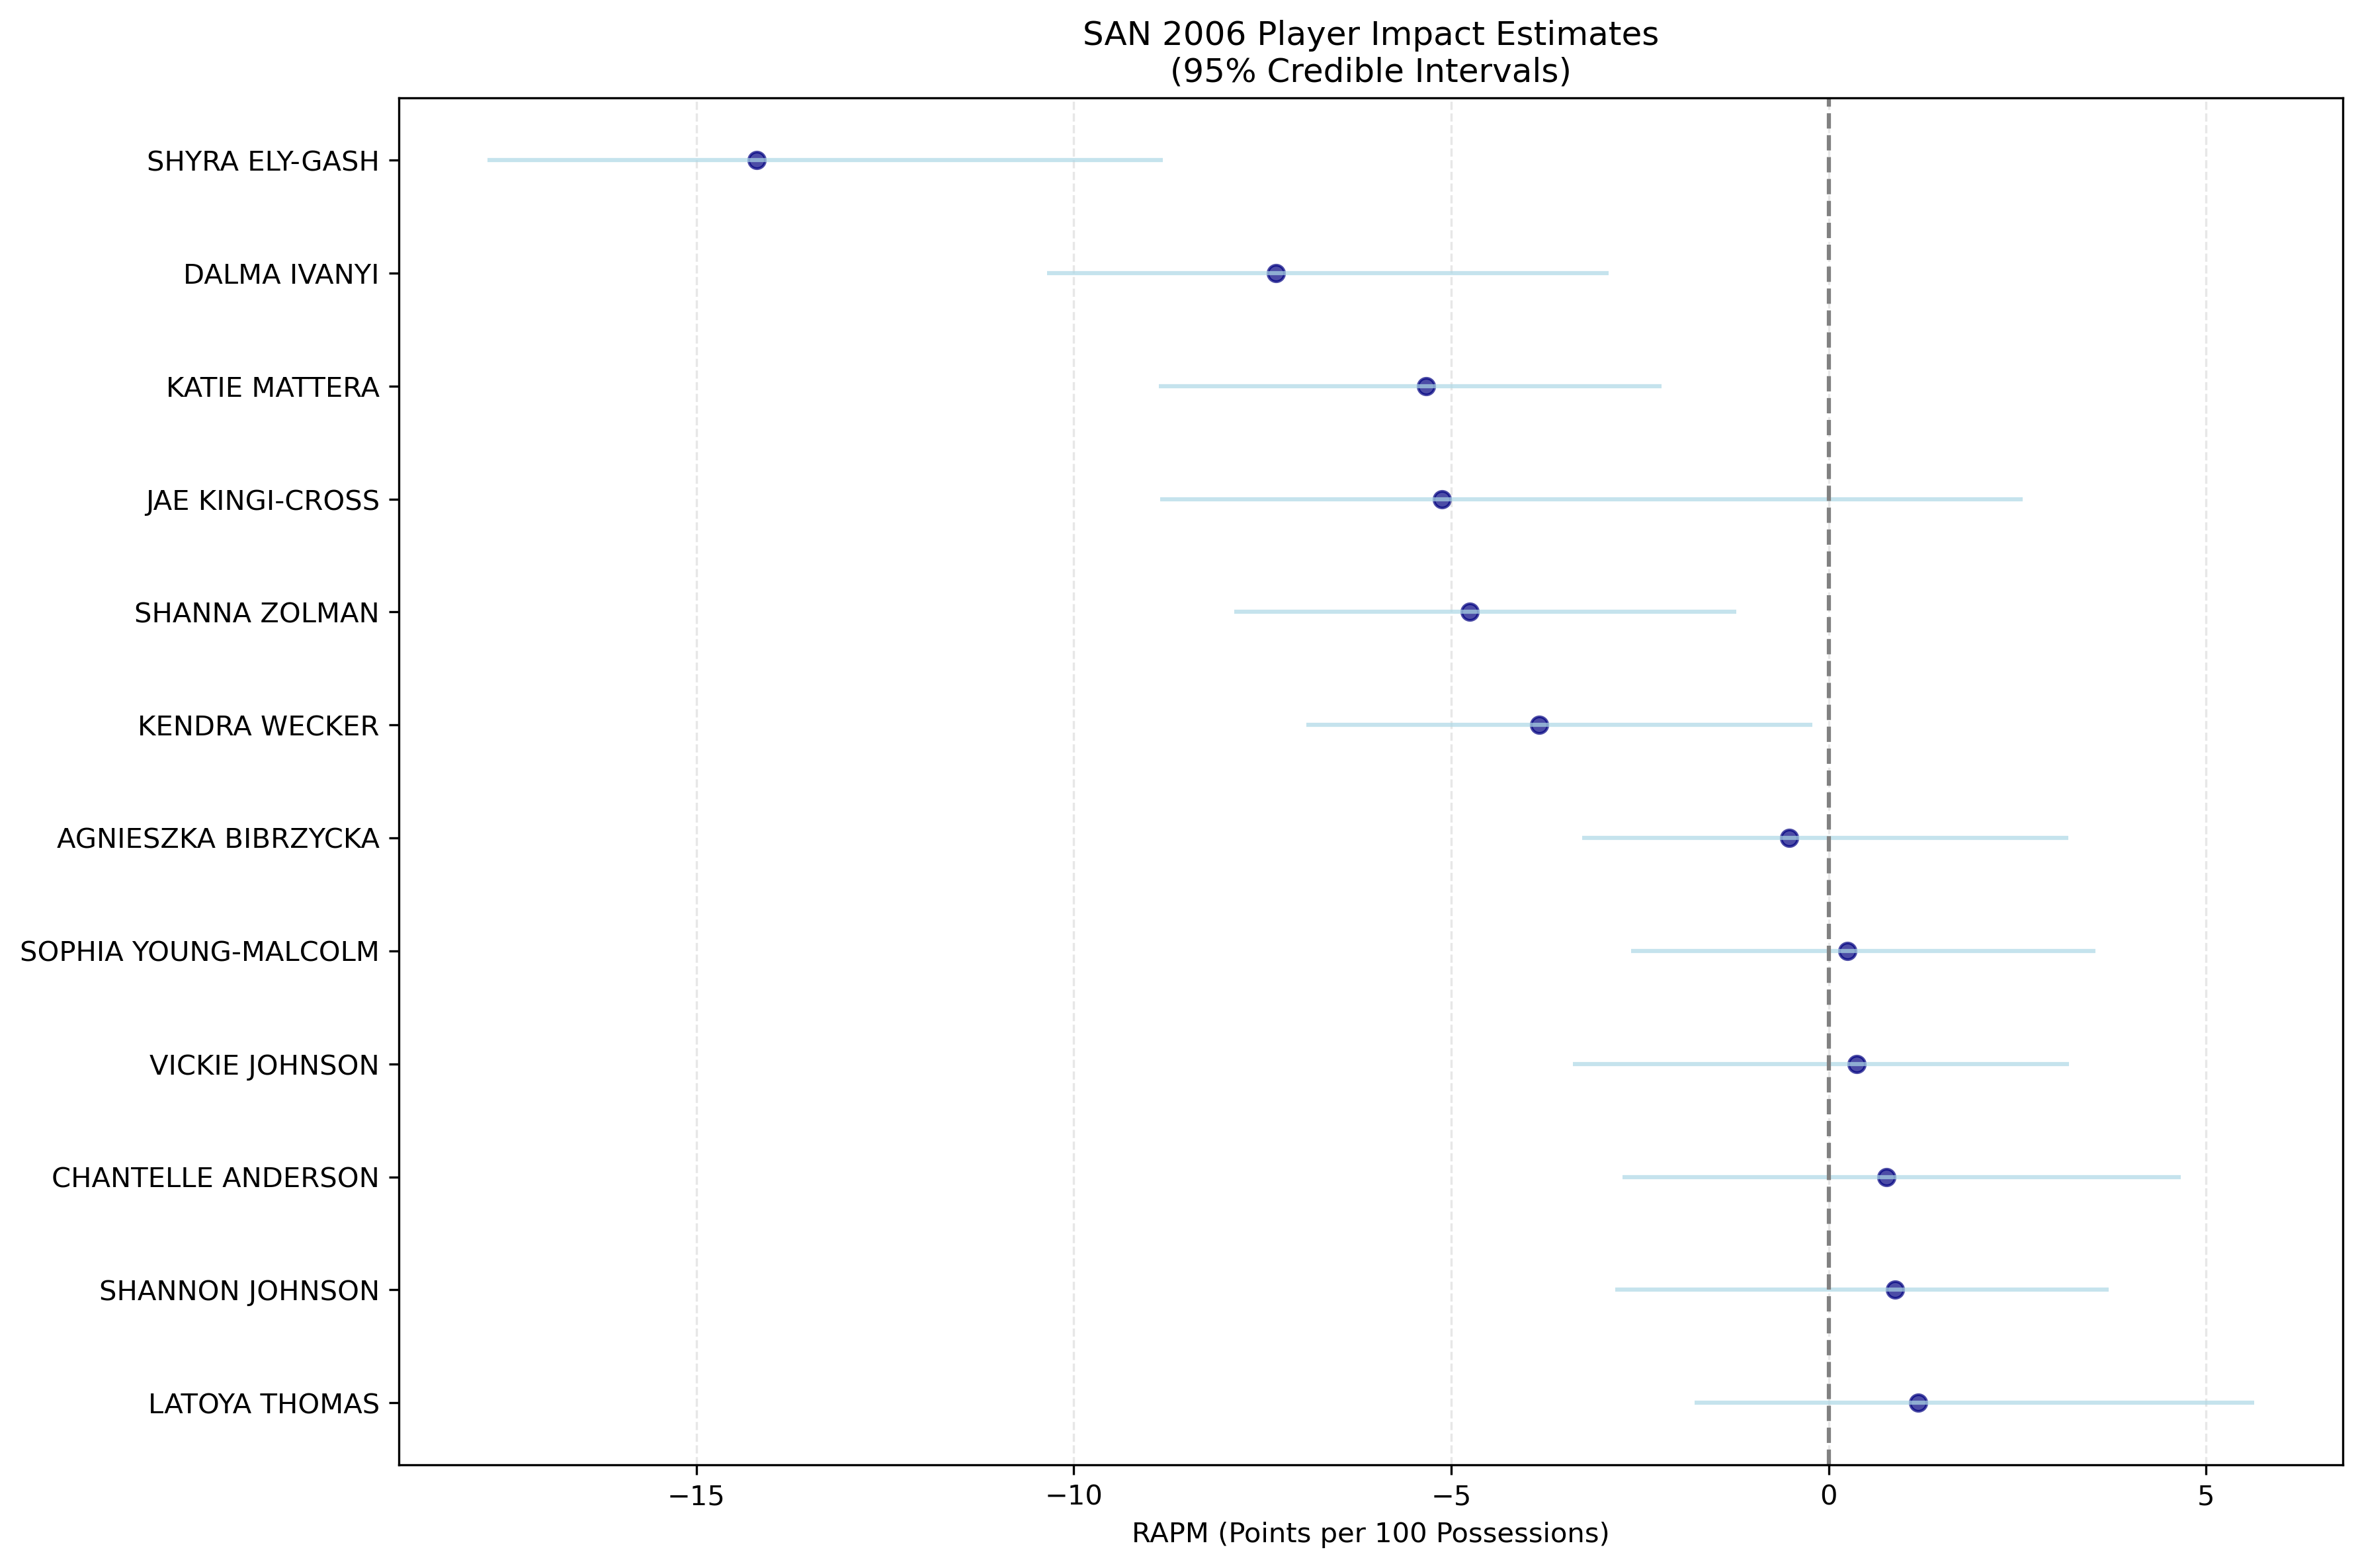 SAN 2006 Player Impact Estimates
(95% Credible Intervals)
SHYRA ELY-GASH
DALMA IVANYI
KATIE MATTERA
JAE KINGI-CROSS
SHANNA ZOLMAN
KENDRA WECKER
AGNIESZKA BIBRZYCKA
SOPHIA YOUNG-MALCOLM
VICKIE JOHNSON
CHANTELLE ANDERSON
SHANNON JOHNSON
LATOYA THOMAS
−15 −10 −5 0 5
RAPM (Points per 100 Possessions)